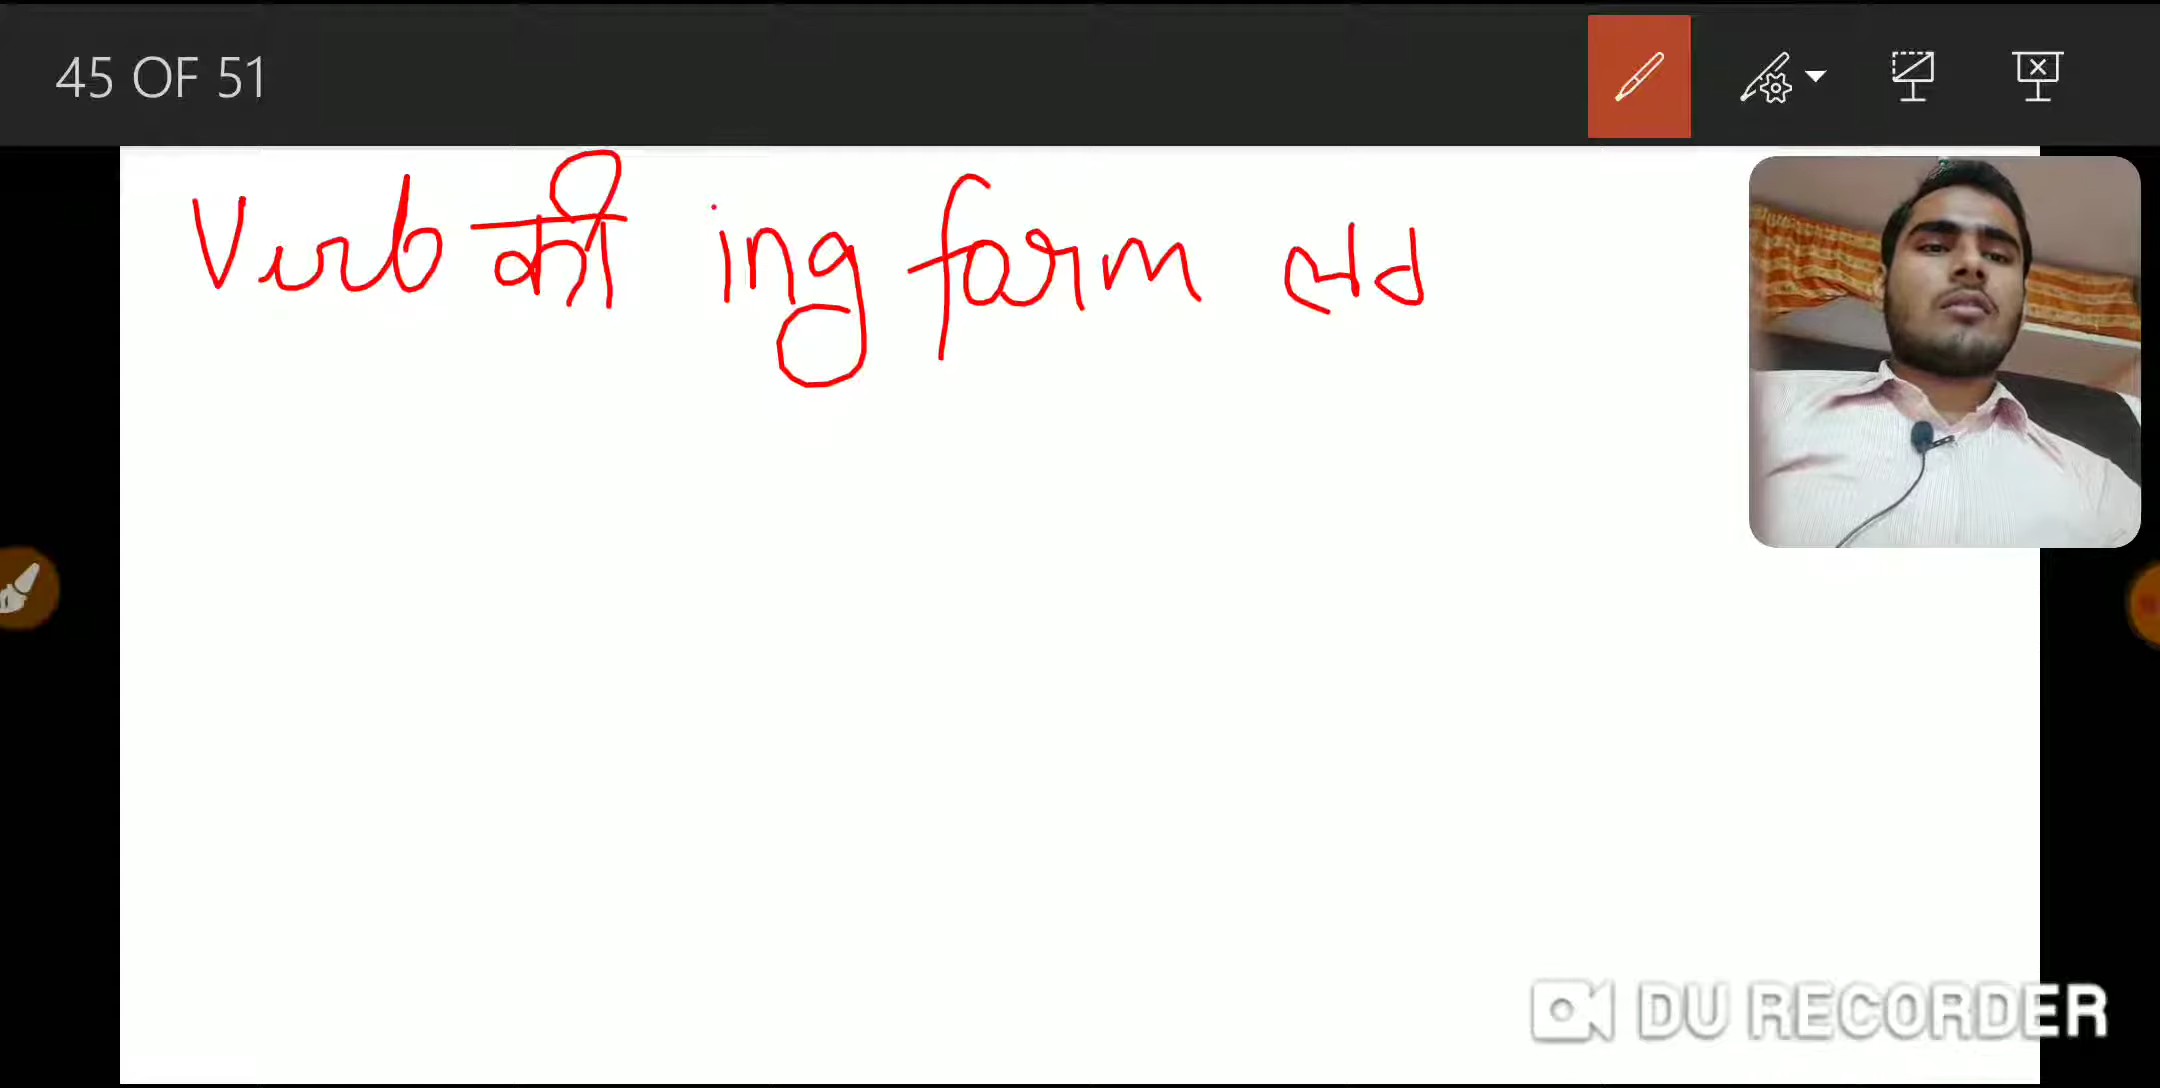 45 OF 51
Verb की ing form
DU RECORDER